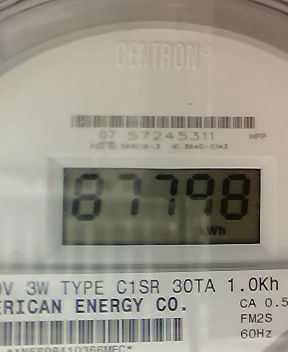 CENTRON®
07 57245311
87798
kWh
V 3W TYPE C1SR 30TA 1.0Kh
ERICAN ENERGY CO.
CA 0.5
FM2S
60Hz